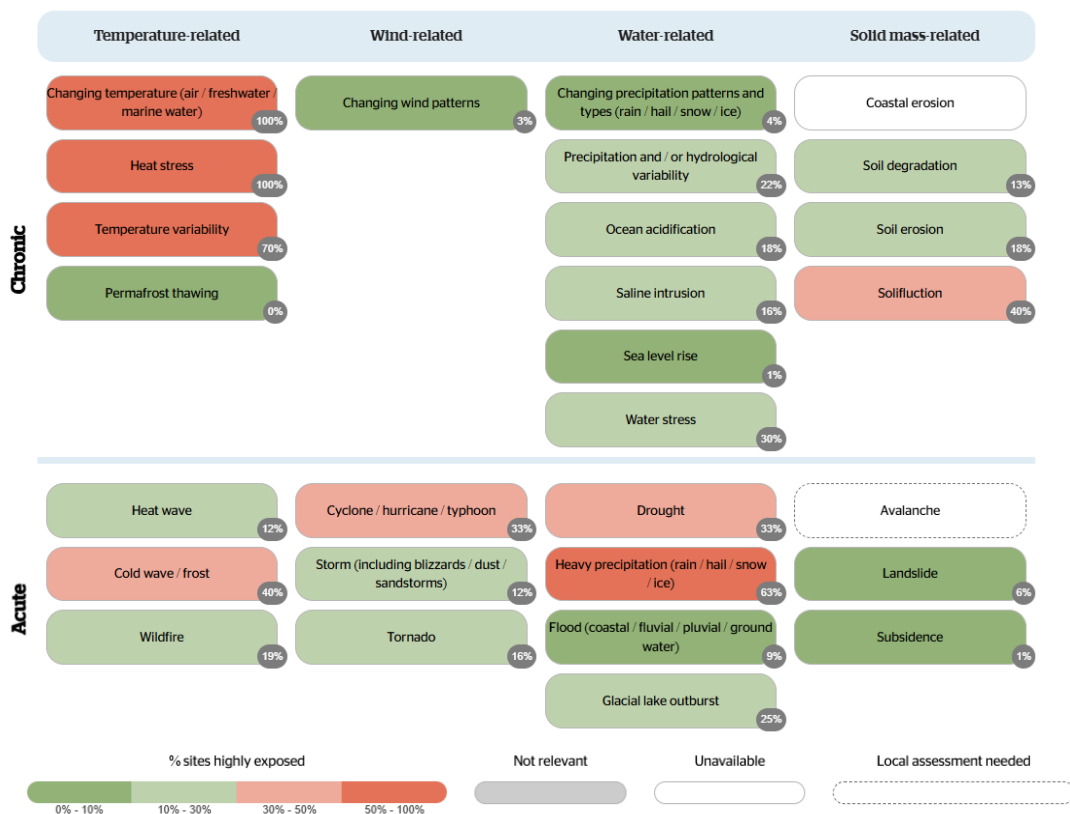 Temperature-related
Wind-related
Water-related
Solid mass-related
Chronic
Changing temperature (air / freshwater /
marine water)
100%
Heat stress
100%
Temperature variability
70%
Permafrost thawing
0%
Changing wind patterns
3%
Changing precipitation patterns and
types (rain / hail / snow / ice)
4%
Precipitation and / or hydrological
variability
22%
Ocean acidification
18%
Saline intrusion
16%
Sea level rise
1%
Water stress
30%
Coastal erosion
Soil degradation
13%
Soil erosion
18%
Solifluction
40%
Acute
Heat wave
12%
Cold wave / frost
40%
Wildfire
19%
Cyclone / hurricane / typhoon
33%
Storm (including blizzards / dust /
sandstorms)
12%
Tornado
16%
Drought
33%
Heavy precipitation (rain / hail / snow
/ ice)
63%
Flood (coastal / fluvial / pluvial / ground
water)
9%
Glacial lake outburst
25%
Avalanche
Landslide
6%
Subsidence
1%
% sites highly exposed
0% - 10%
10% - 30%
30% - 50%
50% - 100%
Not relevant
Unavailable
Local assessment needed